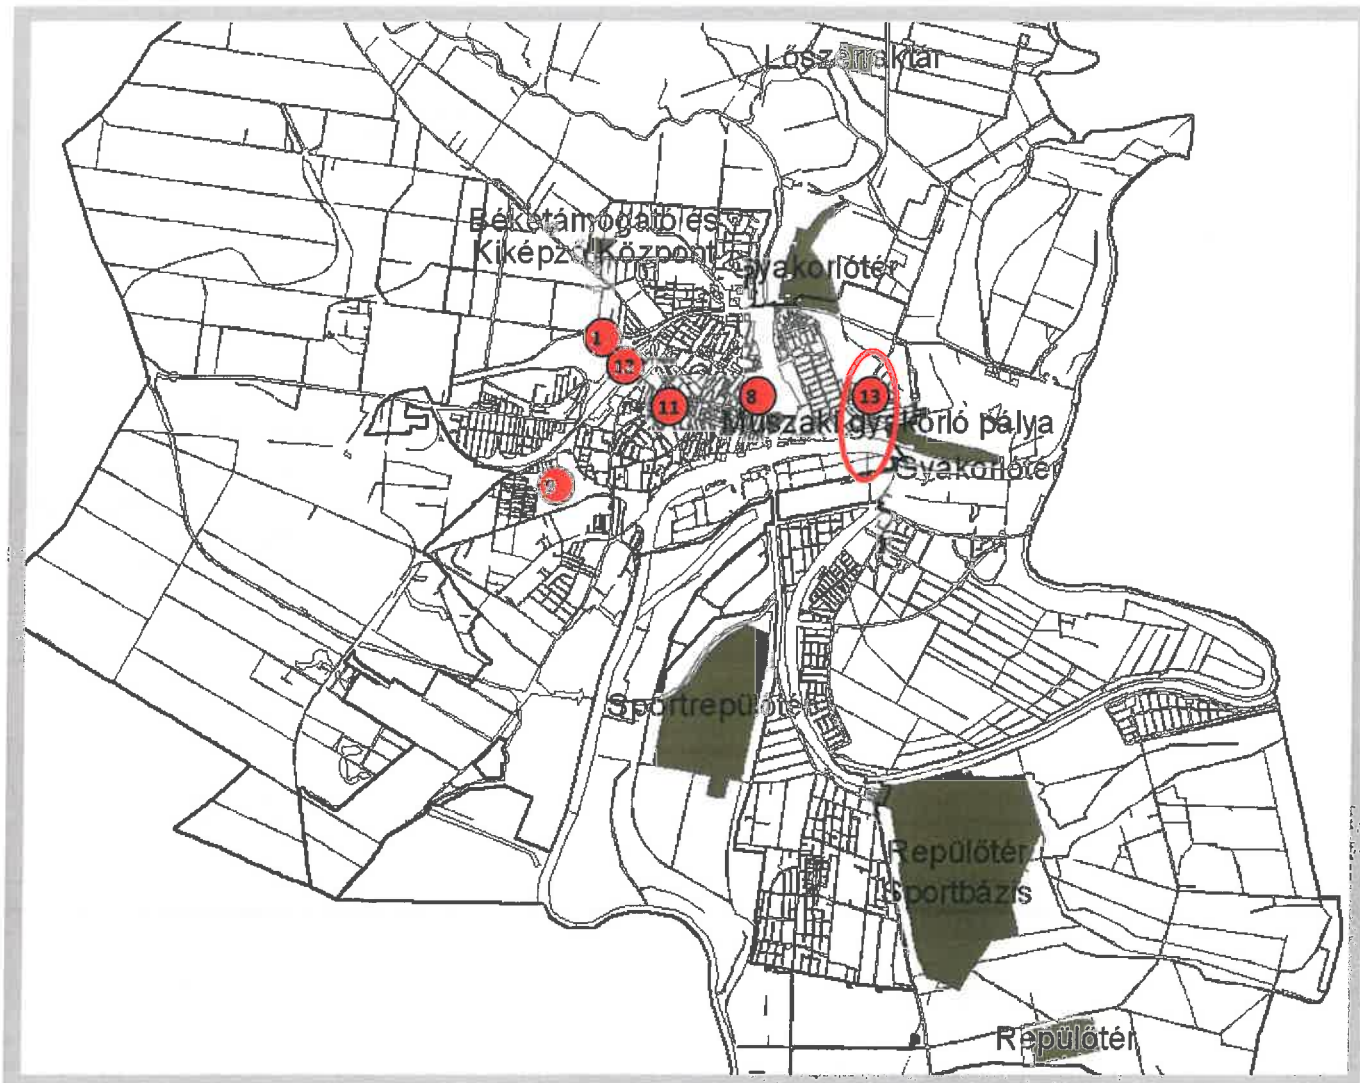 Lőszerraktár
Béketámogató és
Kiképző Központ
Gyakorlótér
1
12
11
8
13
Műszaki gyakorló pálya
Gyakorlótér
9
Sportrepülőtér
Repülőtér
Sportbázis
Repülőtér